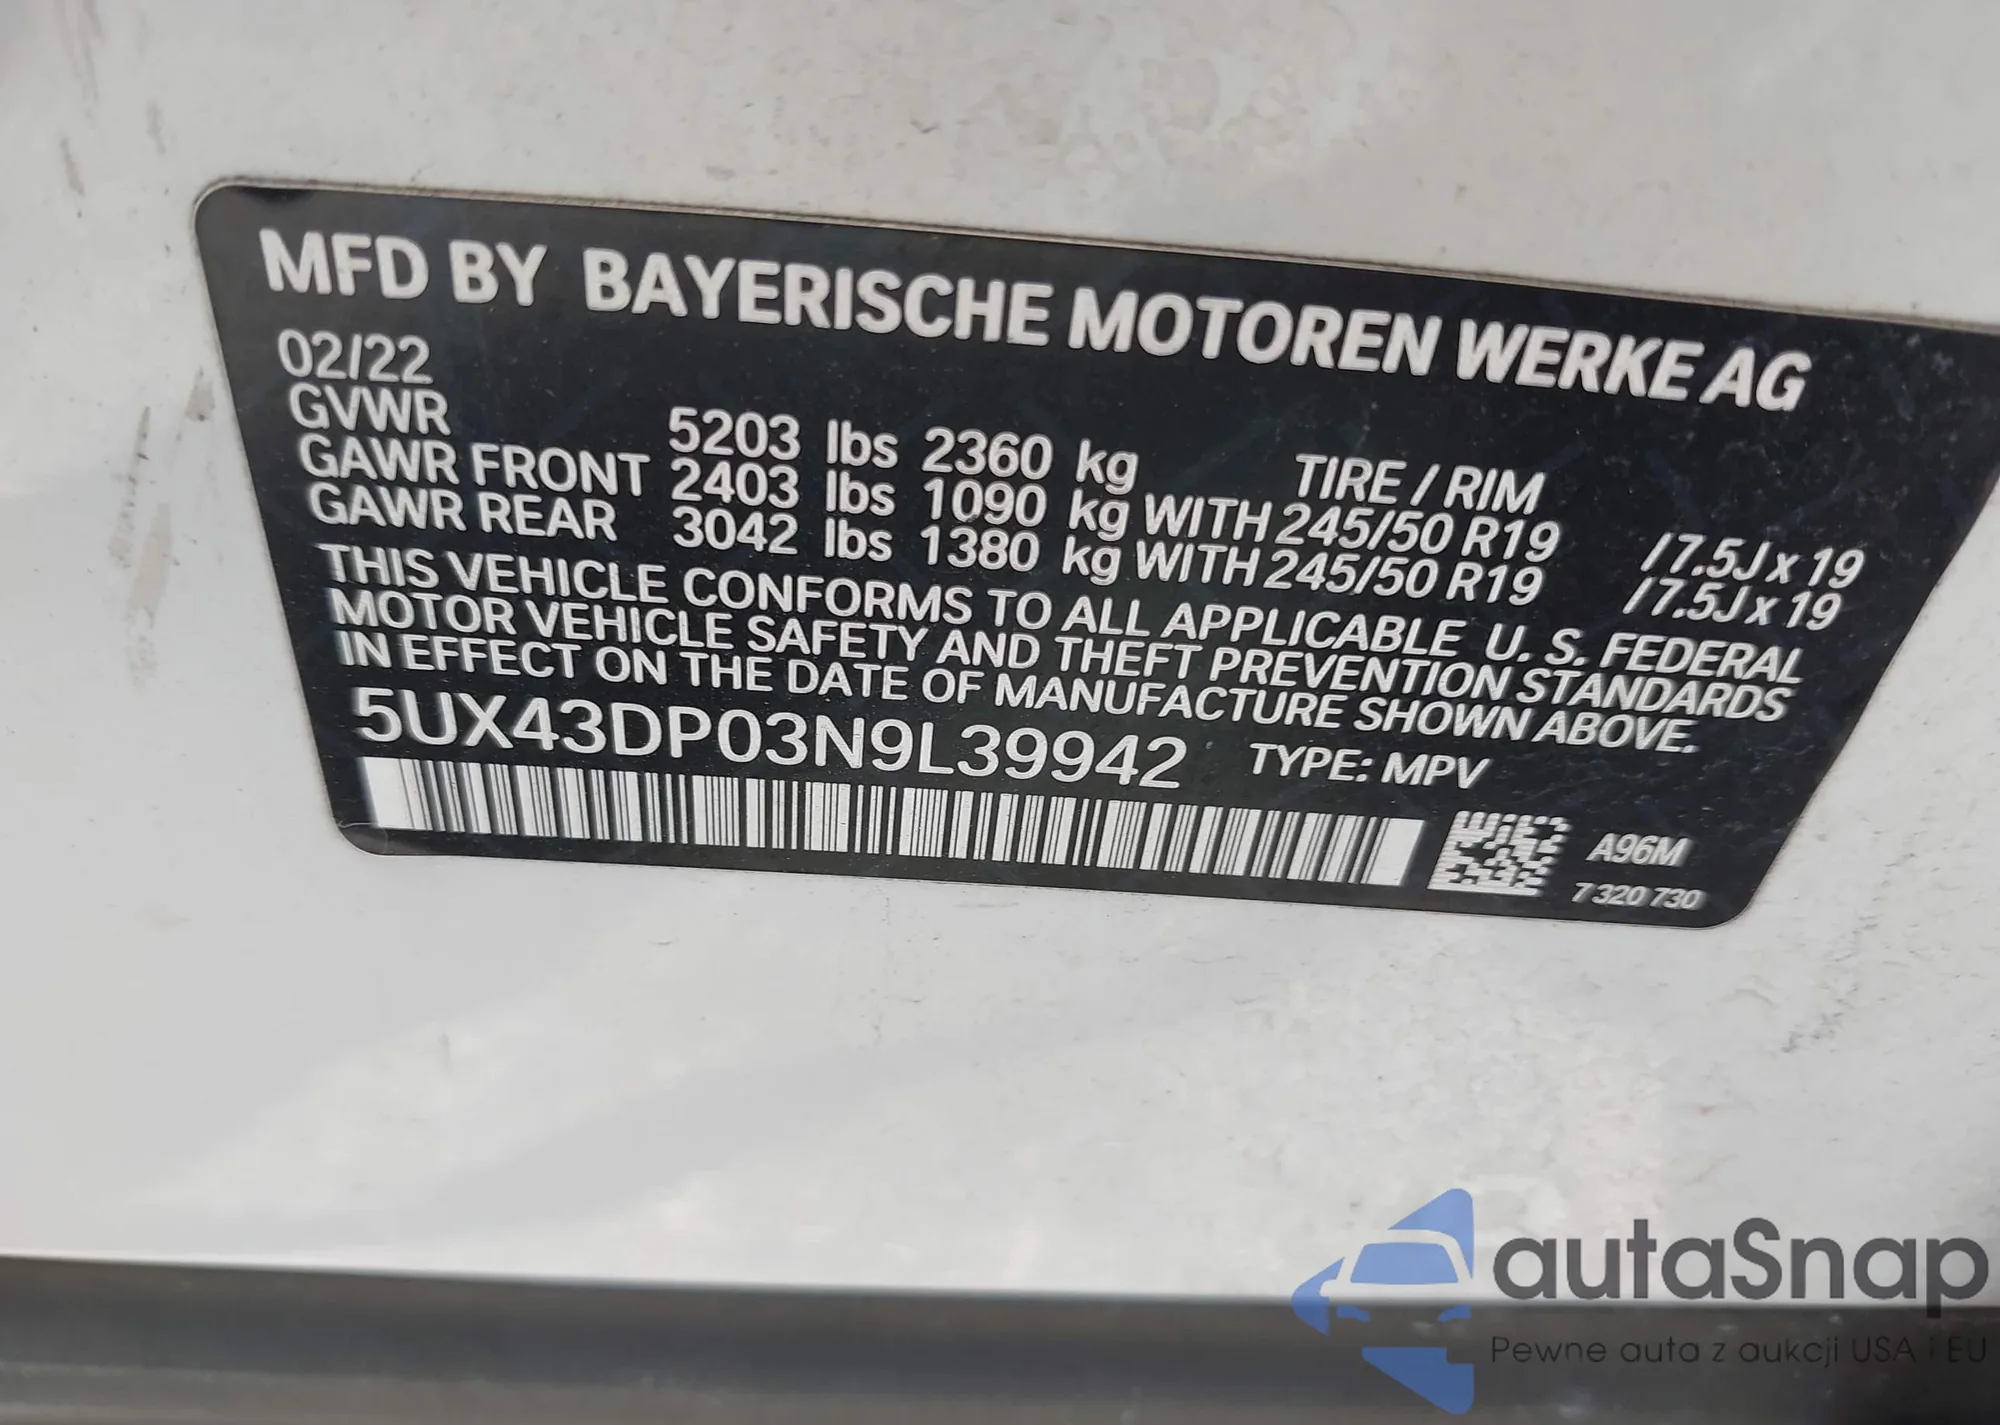 MFD BY BAYERISCHE MOTOREN WERKE AG
02/22
GVWR 5203 lbs 2360 kg TIRE / RIM
GAWR FRONT 2403 lbs 1090 kg WITH 245/50 R19 /7.5J x 19
GAWR REAR 3042 lbs 1380 kg WITH 245/50 R19 /7.5J x 19
THIS VEHICLE CONFORMS TO ALL APPLICABLE U. S. FEDERAL
MOTOR VEHICLE SAFETY AND THEFT PREVENTION STANDARDS
IN EFFECT ON THE DATE OF MANUFACTURE SHOWN ABOVE.
5UX43DP03N9L39942 TYPE: MPV
A96M
7 320 730
autaSnap
Pewne auta z aukcji USA i EU